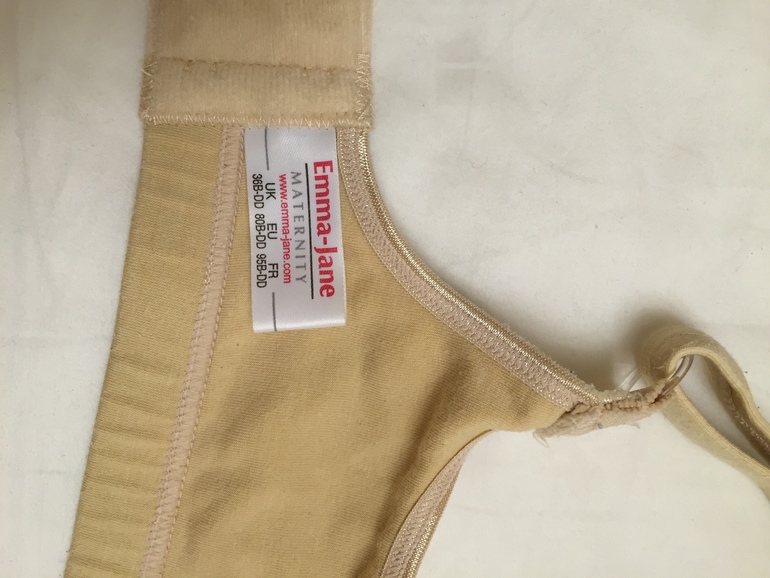 Emma-Jane
MATERNITY
www.emma-jane.com
UK EU FR
36B-DD 80B-DD 95B-DD